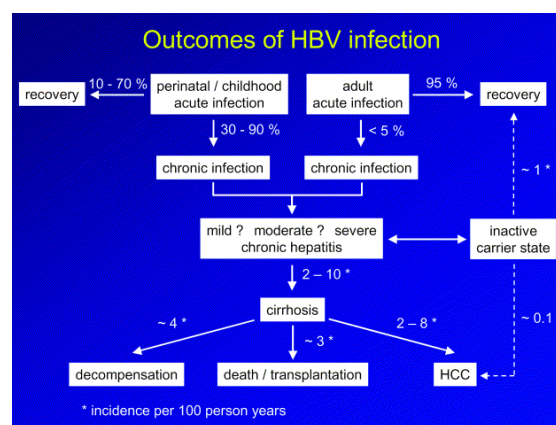 Outcomes of HBV infection
recovery
10 - 70 %
perinatal / childhood
acute infection
adult
acute infection
95 %
recovery
30 - 90 %
< 5 %
chronic infection
chronic infection
~ 1 *
mild ? moderate ? severe
chronic hepatitis
inactive
carrier state
2 – 10 *
cirrhosis
~ 4 *
~ 3 *
2 – 8 *
~ 0.1
decompensation
death / transplantation
HCC
* incidence per 100 person years